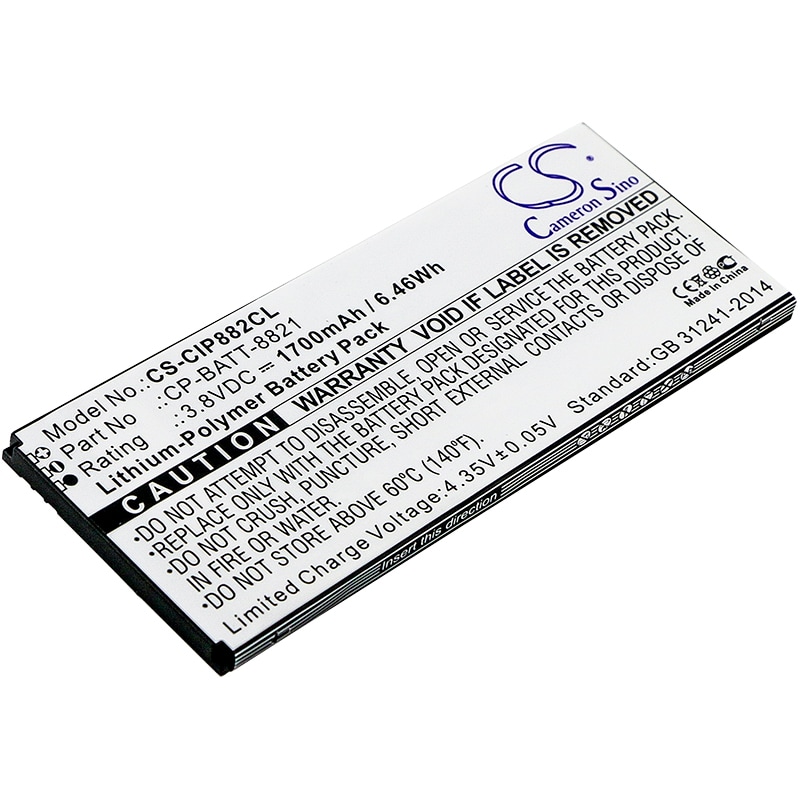 CS®
Cameron Sino
Model No.:CS-CIP882CL
Part No :CP-BATT-8821
Rating :3.8VDC ⎓ 1700mAh / 6.46Wh
Lithium-Polymer Battery Pack
CAUTION WARRANTY VOID IF LABEL IS REMOVED
•DO NOT ATTEMPT TO DISASSEMBLE, OPEN OR SERVICE THE BATTERY PACK.
•REPLACE ONLY WITH THE BATTERY PACK DESIGNATED FOR THIS PRODUCT.
•DO NOT CRUSH, PUNCTURE, SHORT EXTERNAL CONTACTS OR DISPOSE OF
IN FIRE OR WATER.
•DO NOT STORE ABOVE 60°C (140°F).
Limited Charge Voltage:4.35V±0.05V
Standard:GB 31241-2014
CE
Made In China
Insert this direction